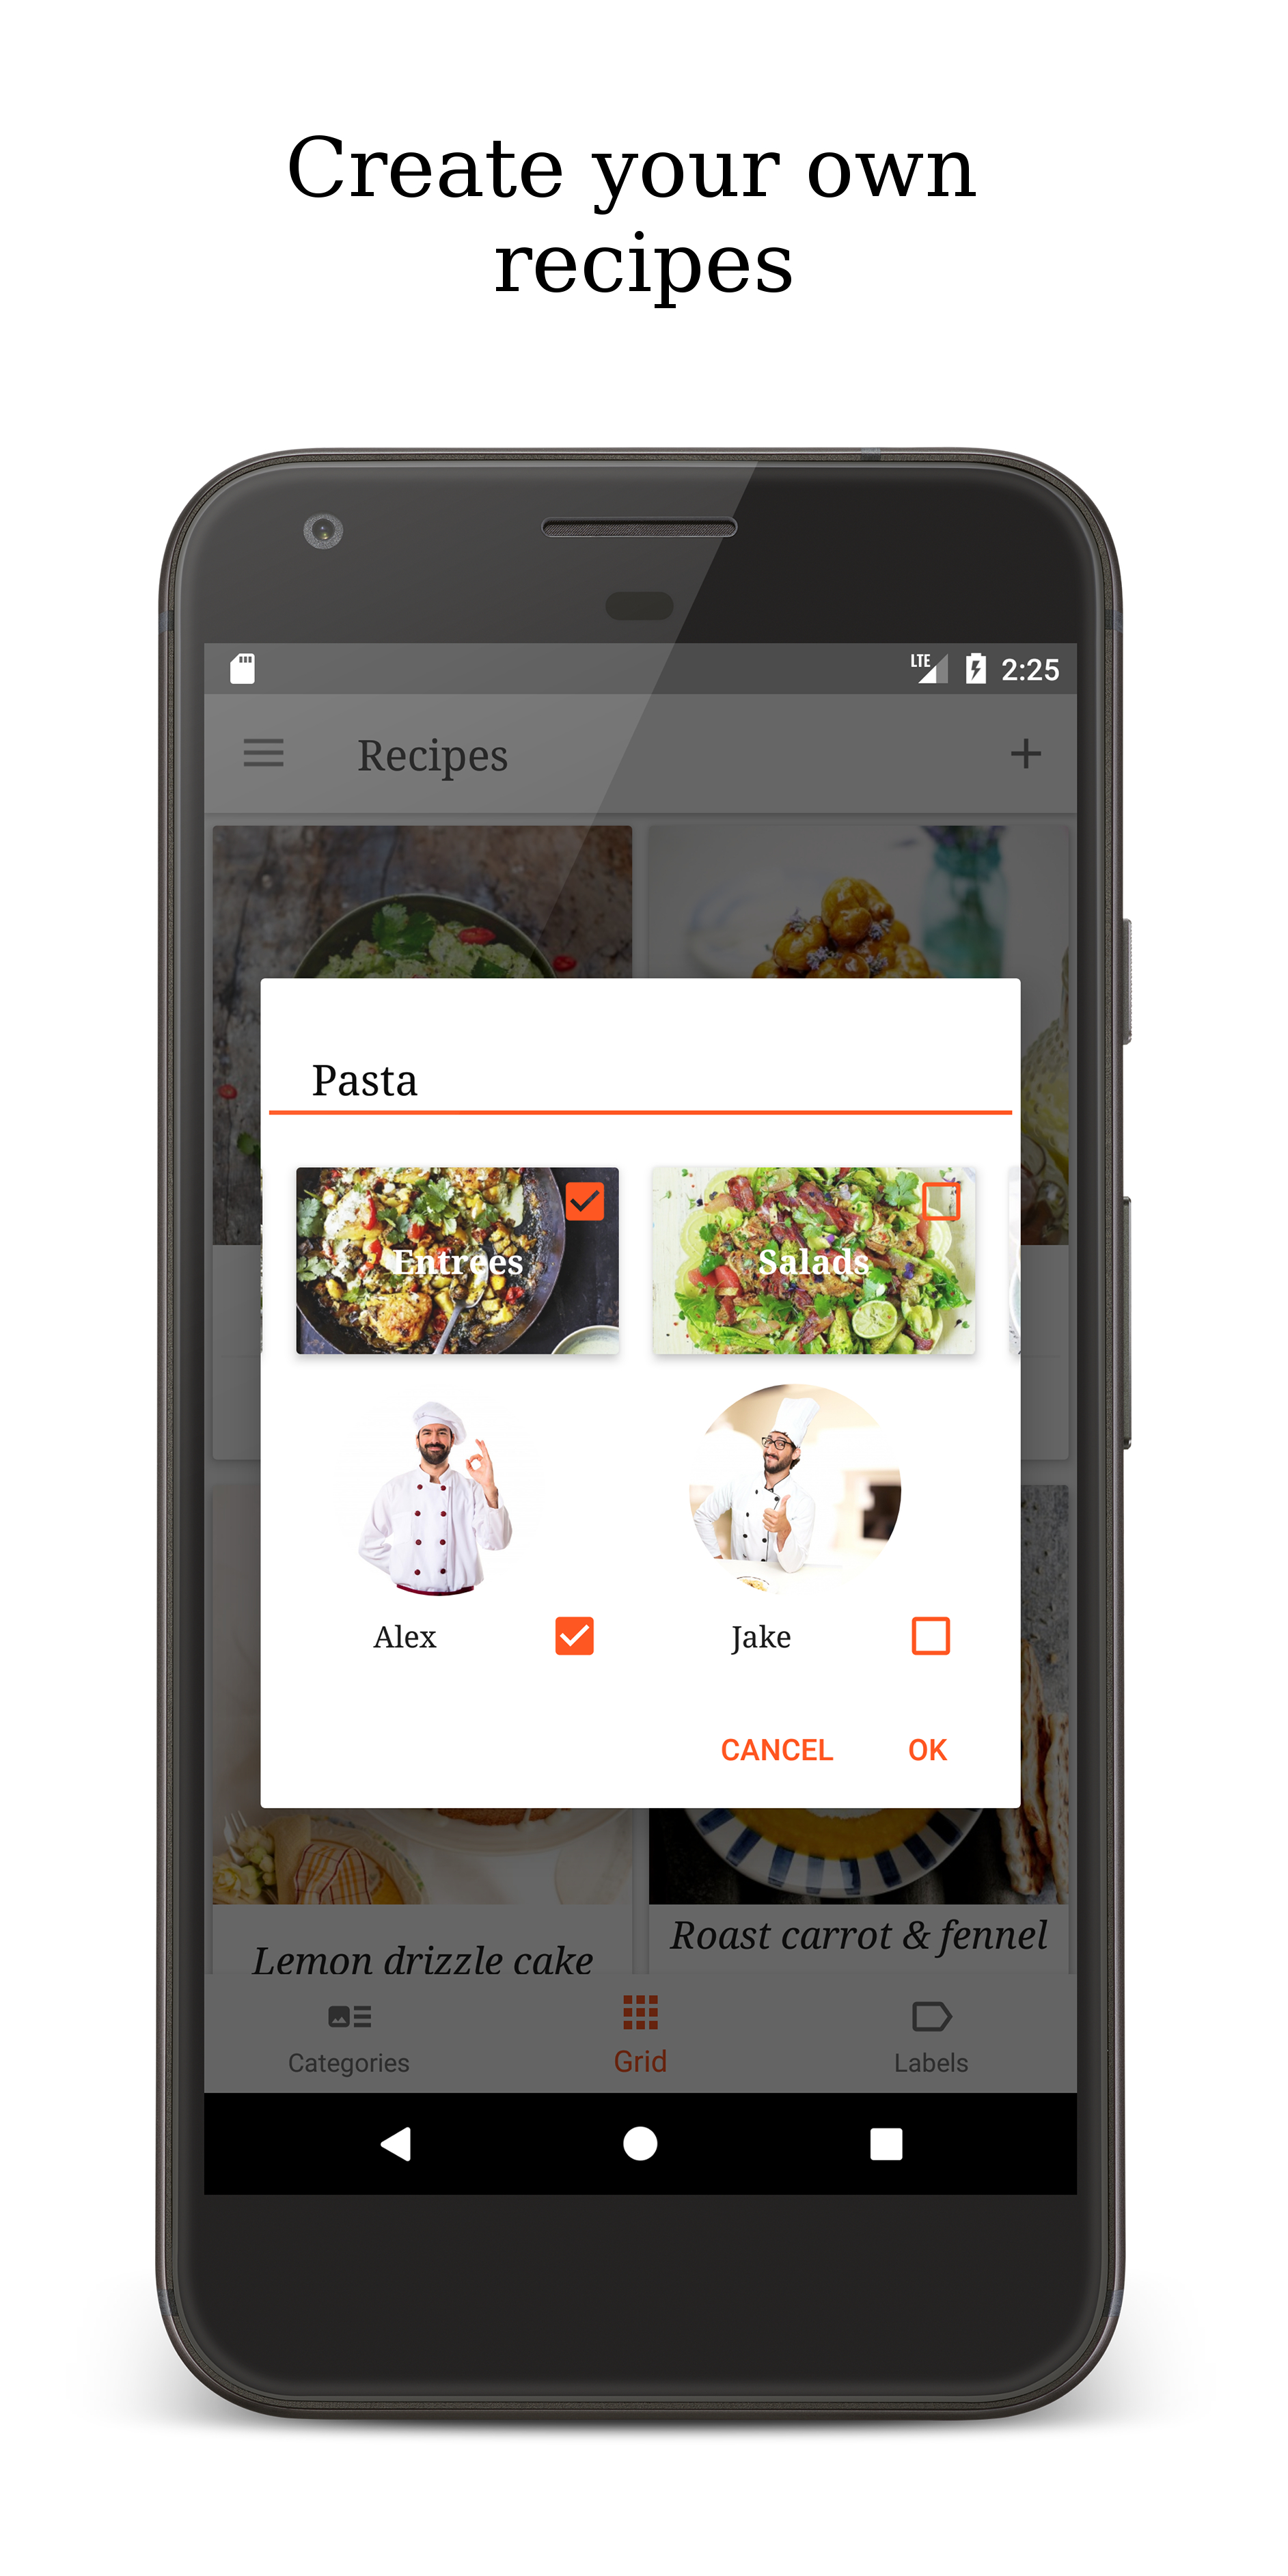 Create your own
recipes
LTE 2:25
Recipes
Pasta
Entrees
Salads
Alex
Jake
CANCEL OK
Lemon drizzle cake
Roast carrot & fennel
Categories
Grid
Labels